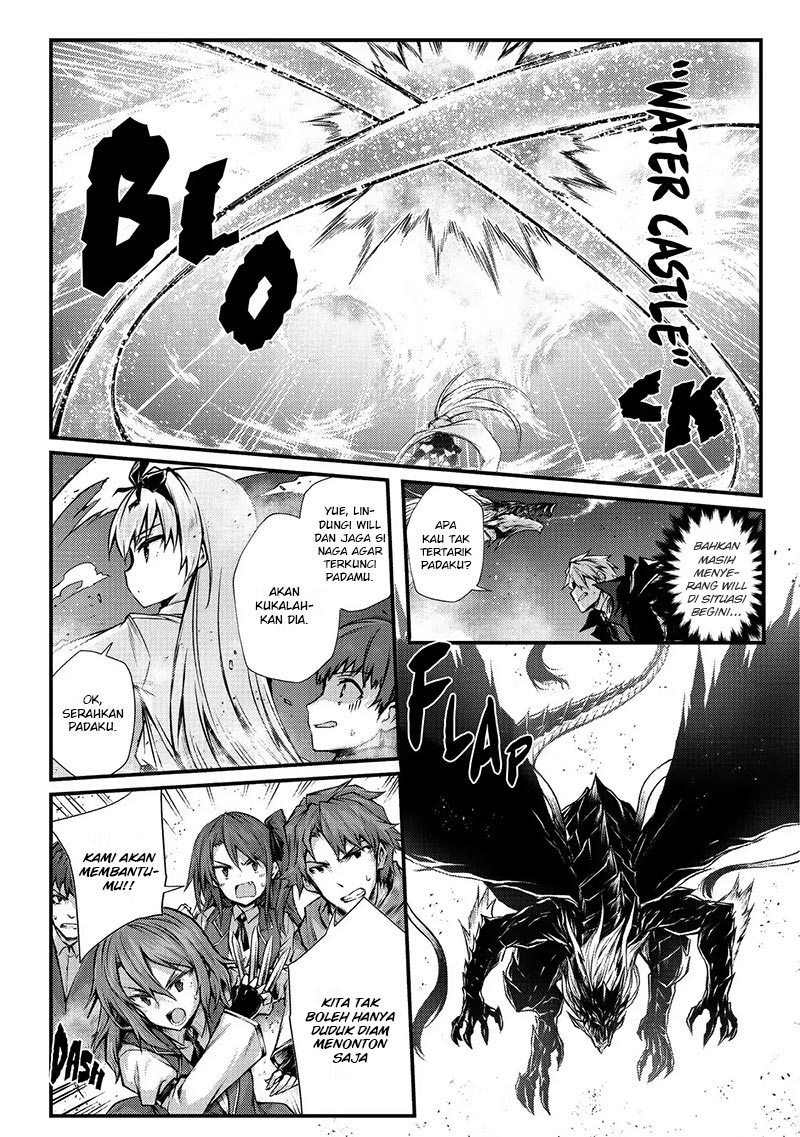 "WATER CASTLE"
BLO
CK
BAHKAN
MASIH
MENYE-
RANG WILL
DI SITUASI
BEGINI...
APA
KAU TAK
TERTARIK
PADAKU?
YUE, LIN-
DUNGI WILL
DAN JAGA SI
NAGA AGAR
TERKUNCI
PADAMU.
AKAN
KUKALAH-
KAN DIA.
OK,
SERAHKAN
PADAKU.
FLAP
KAMI AKAN
MEMBANTU-
MU!!
KITA TAK
BOLEH HANYA
DUDUK DIAM
MENONTON
SAJA
DASH